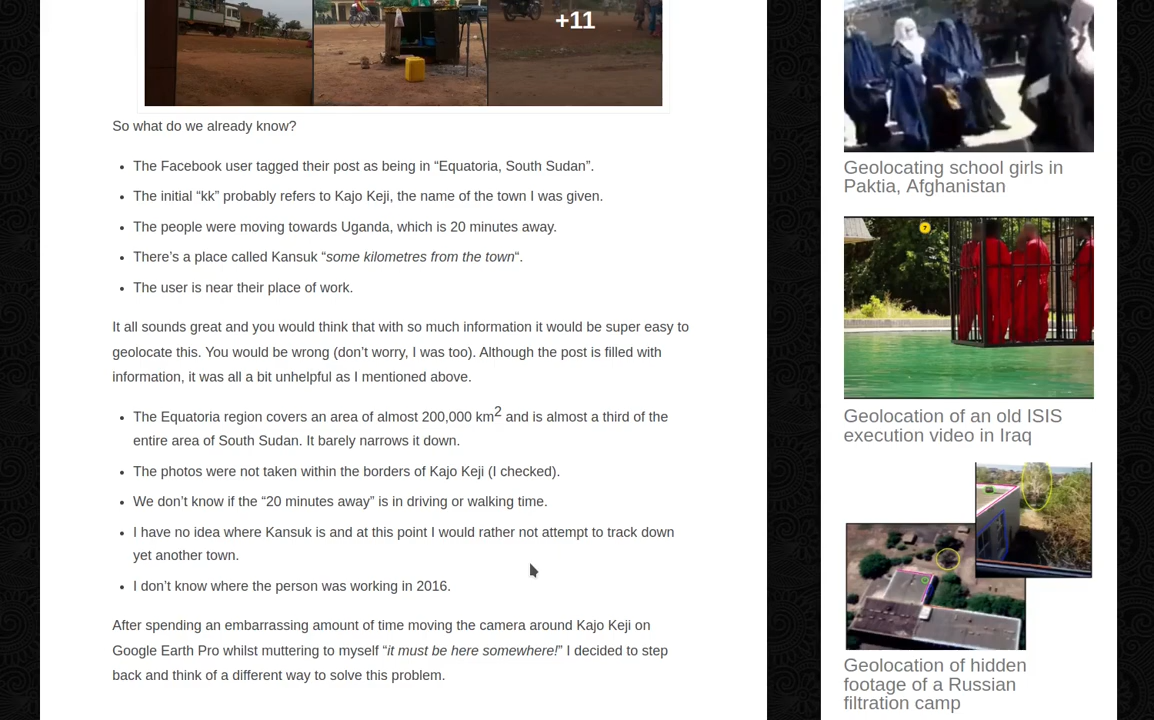 +11
So what do we already know?
The Facebook user tagged their post as being in “Equatoria, South Sudan”.
The initial “kk” probably refers to Kajo Keji, the name of the town I was given.
The people were moving towards Uganda, which is 20 minutes away.
There’s a place called Kansuk “some kilometres from the town“.
The user is near their place of work.
It all sounds great and you would think that with so much information it would be super easy to
geolocate this. You would be wrong (don’t worry, I was too). Although the post is filled with
information, it was all a bit unhelpful as I mentioned above.
The Equatoria region covers an area of almost 200,000 km2 and is almost a third of the
entire area of South Sudan. It barely narrows it down.
The photos were not taken within the borders of Kajo Keji (I checked).
We don’t know if the “20 minutes away” is in driving or walking time.
I have no idea where Kansuk is and at this point I would rather not attempt to track down
yet another town.
I don’t know where the person was working in 2016.
After spending an embarrassing amount of time moving the camera around Kajo Keji on
Google Earth Pro whilst muttering to myself “it must be here somewhere!” I decided to step
back and think of a different way to solve this problem.
Geolocating school girls in
Paktia, Afghanistan
7
Geolocation of an old ISIS
execution video in Iraq
Geolocation of hidden
footage of a Russian
filtration camp